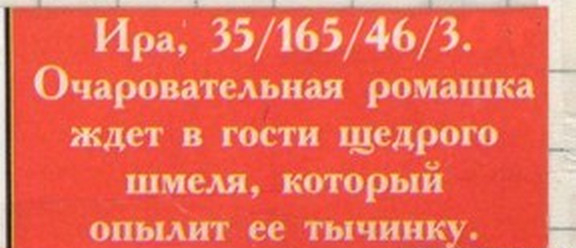 Ира, 35/165/46/3.
Очаровательная ромашка
ждет в гости щедрого
шмеля, который
опылит ее тычинку.